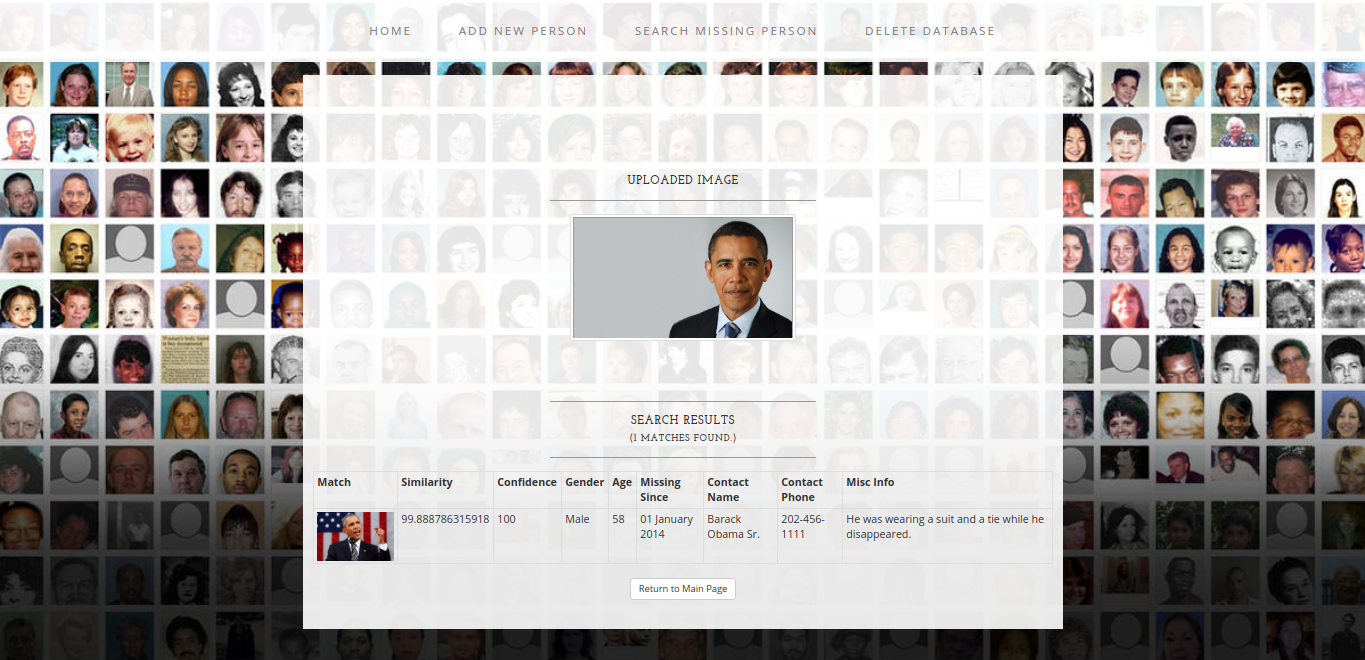 HOME ADD NEW PERSON SEARCH MISSING PERSON DELETE DATABASE
UPLOADED IMAGE
SEARCH RESULTS
(1 MATCHES FOUND.)
Match Similarity Confidence Gender Age Missing Since Contact Name Contact Phone Misc Info
99.888786315918 100 Male 58 01 January 2014 Barack Obama Sr. 202-456-1111 He was wearing a suit and a tie while he disappeared.
Return to Main Page